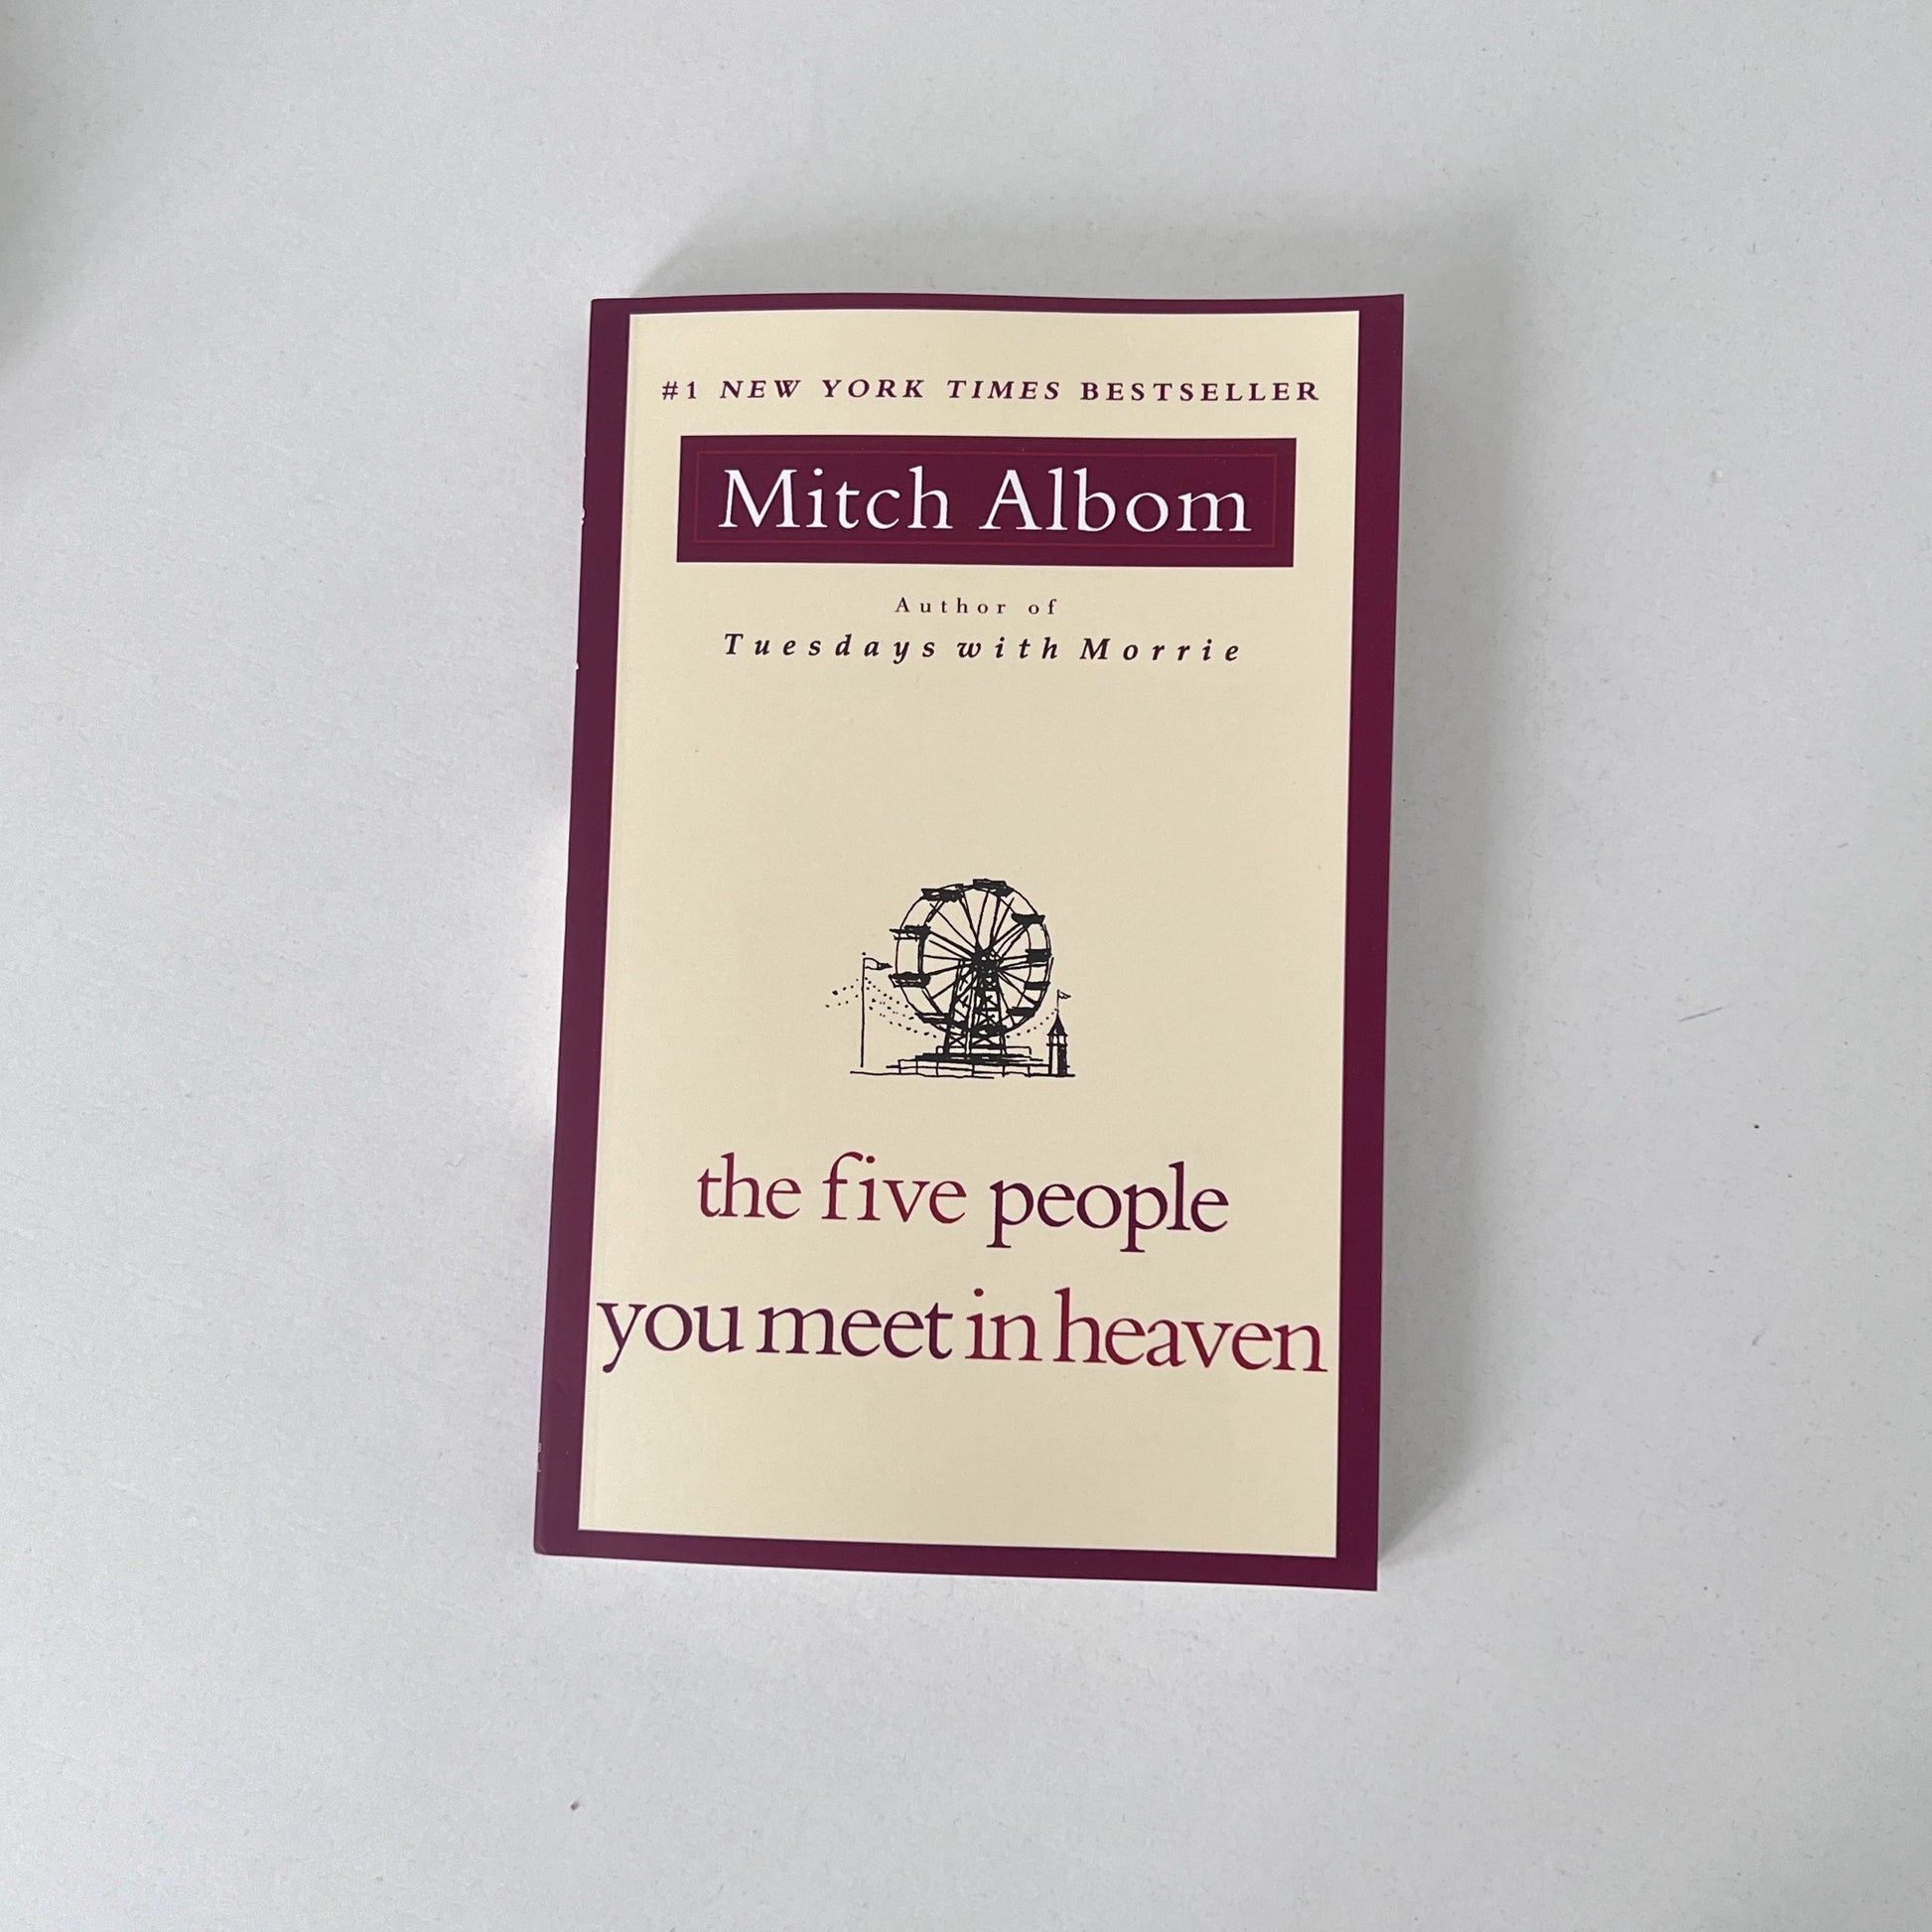 #1 NEW YORK TIMES BESTSELLER
Mitch Albom
Author of
Tuesdays with Morrie
the five people
you meet in heaven